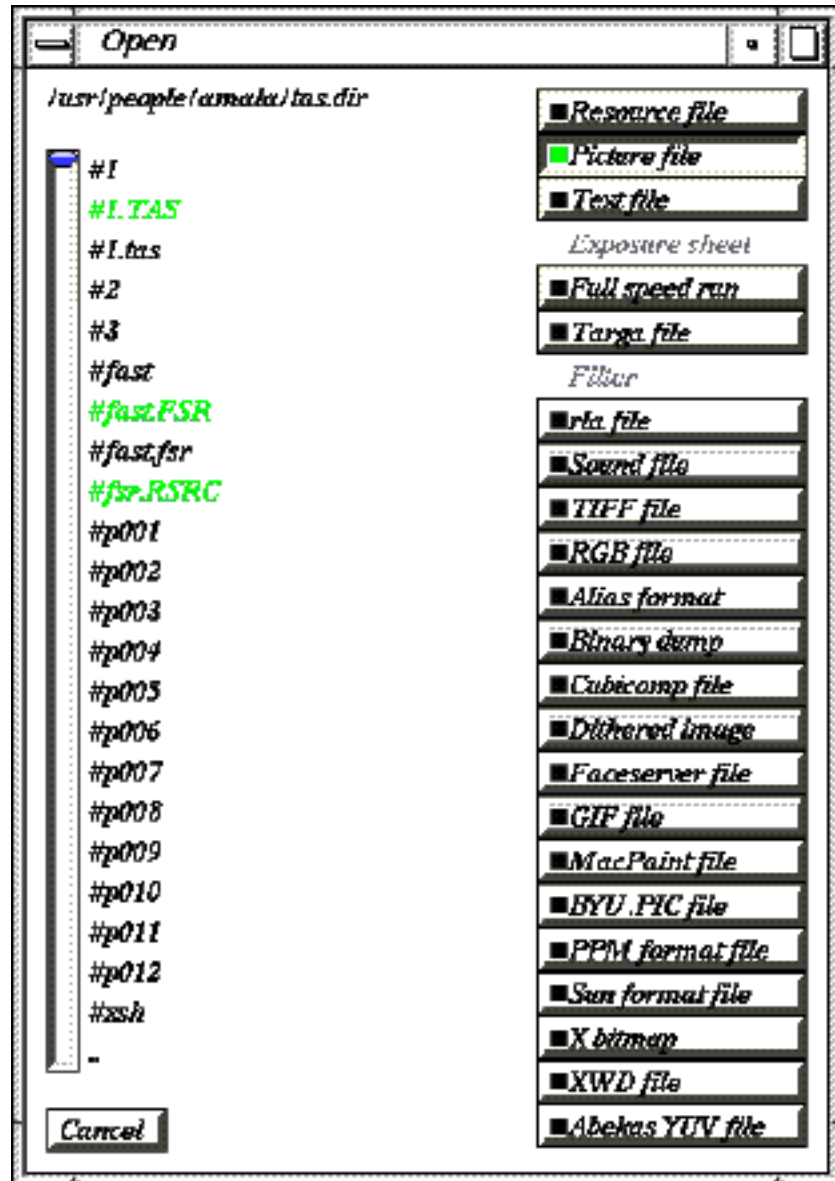 Open
/usr/people/amala/tas.dir
#1
#1.TAS
#1.tas
#2
#3
#fast
#fast.FSR
#fast.fsr
#fsr.RSRC
#p001
#p002
#p003
#p004
#p005
#p006
#p007
#p008
#p009
#p010
#p011
#p012
#xsh
..
Cancel
Resource file
Picture file
Text file
Exposure sheet
Full speed run
Targa file
Filter
rla file
Sound file
TIFF file
RGB file
Alias format
Binary dump
Cubicomp file
Dithered image
Faceserver file
GIF file
MacPaint file
BYU .PIC file
PPM format file
Sun format file
X bitmap
XWD file
Abekas YUV file